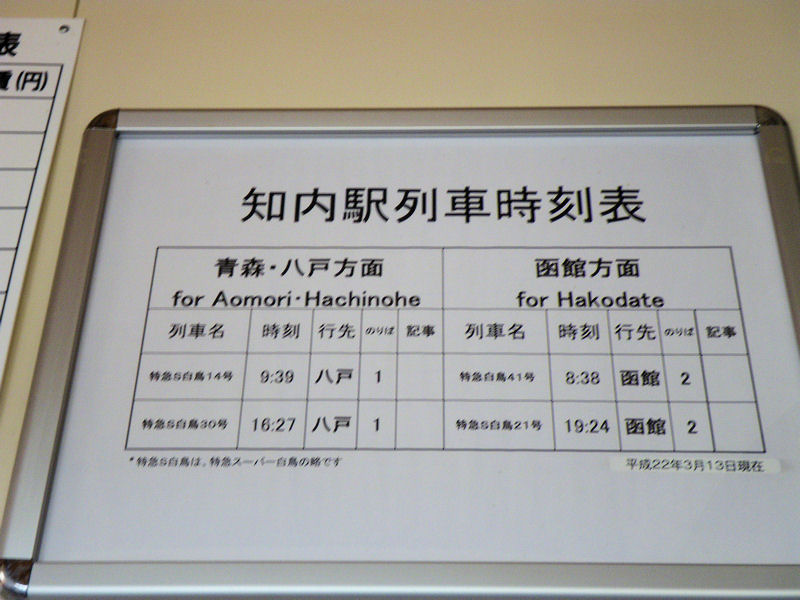 表
賃(円)
知内駅列車時刻表
青森・八戸方面 函館方面
for Aomori・Hachinohe for Hakodate
列車名 時刻 行先 のりば 記事 列車名 時刻 行先 のりば 記事
特急S白鳥14号 9:39 八戸 1 特急白鳥41号 8:38 函館 2
特急S白鳥30号 16:27 八戸 1 特急S白鳥21号 19:24 函館 2
*特急S白鳥は、特急スーパー白鳥の略です 平成22年3月13日現在